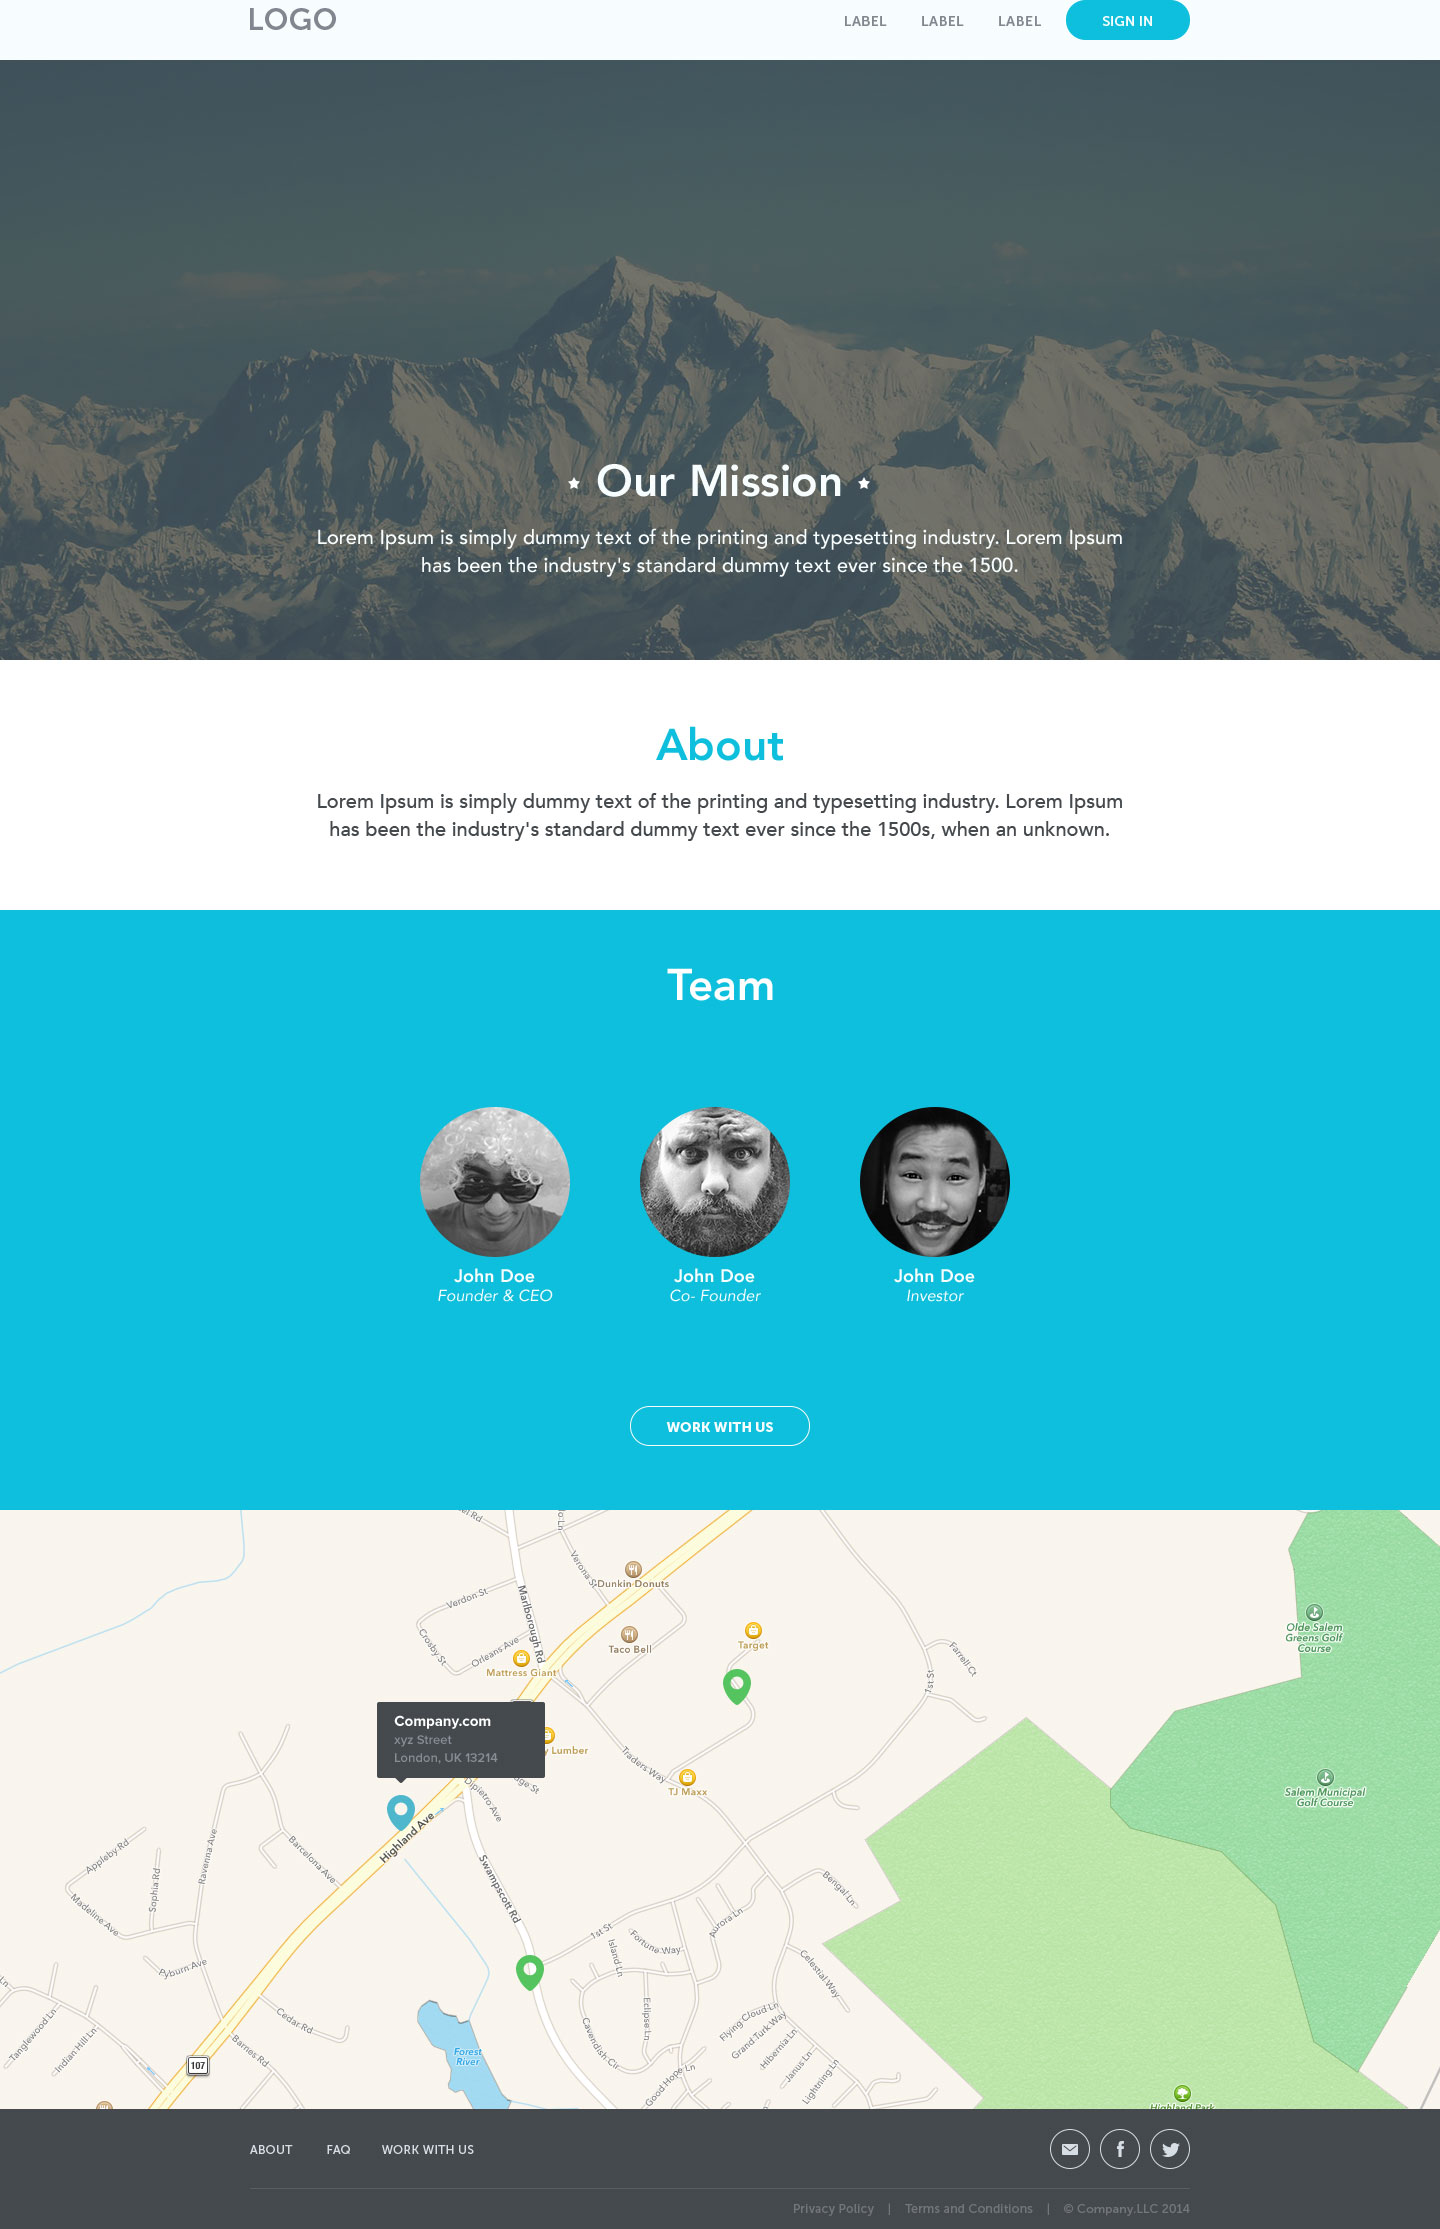 LOGO
LABEL LABEL LABEL SIGN IN
Our Mission
Lorem Ipsum is simply dummy text of the printing and typesetting industry. Lorem Ipsum
has been the industry's standard dummy text ever since the 1500.
About
Lorem Ipsum is simply dummy text of the printing and typesetting industry. Lorem Ipsum
has been the industry's standard dummy text ever since the 1500s, when an unknown.
Team
John Doe
Founder & CEO
John Doe
Co- Founder
John Doe
Investor
WORK WITH US
Dunkin Donuts
Verona S
Verdon St
Marlborough Rd
Crosby St
Orleans Ave
Taco Bell
Target
Mattress Giant
Olde Salem
Greens Golf
Course
Farrell Ct
1st St
Company.com
xyz Street
London, UK 13214
y Lumber
Traders Way
TJ Maxx
Dipietro Ave
Salem Municipal
Golf Course
Highland Ave
Appleby Rd
Ravenna Ave
Barcelona Ave
Sophia Rd
Madeline Ave
Swampscott Rd
Bengal Ln
Aurora Ln
1st St
Fortune Way
Island Ln
Pyburn Ave
Celestial Way
Cedar Rd
Eclipse Ln
Flying Cloud Ln
Grand Turk Way
Hibernia Ln
Janus Ln
Lightning Ln
Cavendish Cir
Good Hope Ln
Tanglewood Ln
Indian Hill Ln
Barnes Rd
107
Forest
River
Highland Park
ABOUT FAQ WORK WITH US
Privacy Policy | Terms and Conditions | © Company.LLC 2014